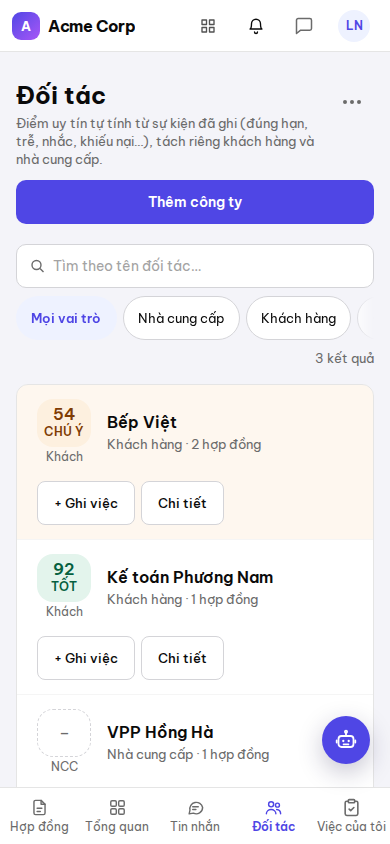 A Acme Corp LN
Đối tác
Điểm uy tín tự tính từ sự kiện đã ghi (đúng hạn,
trễ, nhắc, khiếu nại…), tách riêng khách hàng và
nhà cung cấp.
Thêm công ty
Tìm theo tên đối tác…
Mọi vai trò Nhà cung cấp Khách hàng
3 kết quả
54
CHÚ Ý
Khách
Bếp Việt
Khách hàng · 2 hợp đồng
+ Ghi việc Chi tiết
92
TỐT
Khách
Kế toán Phương Nam
Khách hàng · 1 hợp đồng
+ Ghi việc Chi tiết
–
NCC
VPP Hồng Hà
Nhà cung cấp · 1 hợp đồng
Hợp đồng Tổng quan Tin nhắn Đối tác Việc của tôi